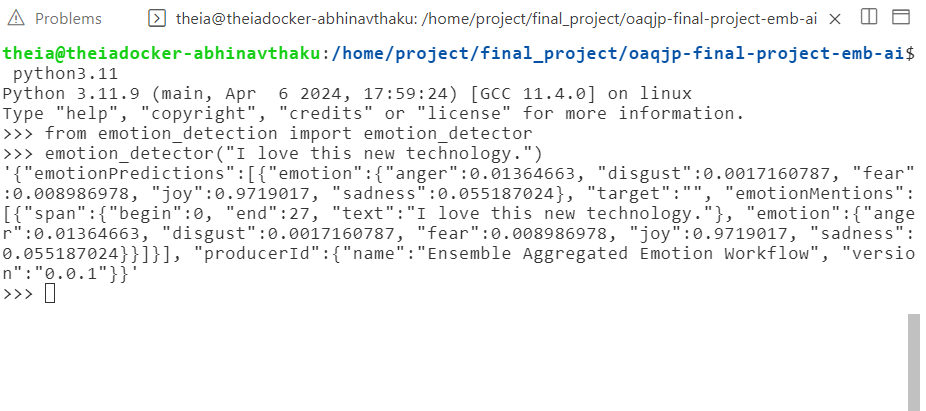 Problems
theia@theiadocker-abhinavthaku: /home/project/final_project/oaqjp-final-project-emb-ai
theia@theiadocker-abhinavthaku:/home/project/final_project/oaqjp-final-project-emb-ai$
python3.11
Python 3.11.9 (main, Apr  6 2024, 17:59:24) [GCC 11.4.0] on linux
Type "help", "copyright", "credits" or "license" for more information.
>>> from emotion_detection import emotion_detector
>>> emotion_detector("I love this new technology.")
'{"emotionPredictions":[{"emotion":{"anger":0.01364663, "disgust":0.0017160787, "fear"
:0.008986978, "joy":0.9719017, "sadness":0.055187024}, "target":"", "emotionMentions":
[{"span":{"begin":0, "end":27, "text":"I love this new technology."}, "emotion":{"ange
r":0.01364663, "disgust":0.0017160787, "fear":0.008986978, "joy":0.9719017, "sadness":
0.055187024}}]}], "producerId":{"name":"Ensemble Aggregated Emotion Workflow", "versio
n":"0.0.1"}}'
>>>